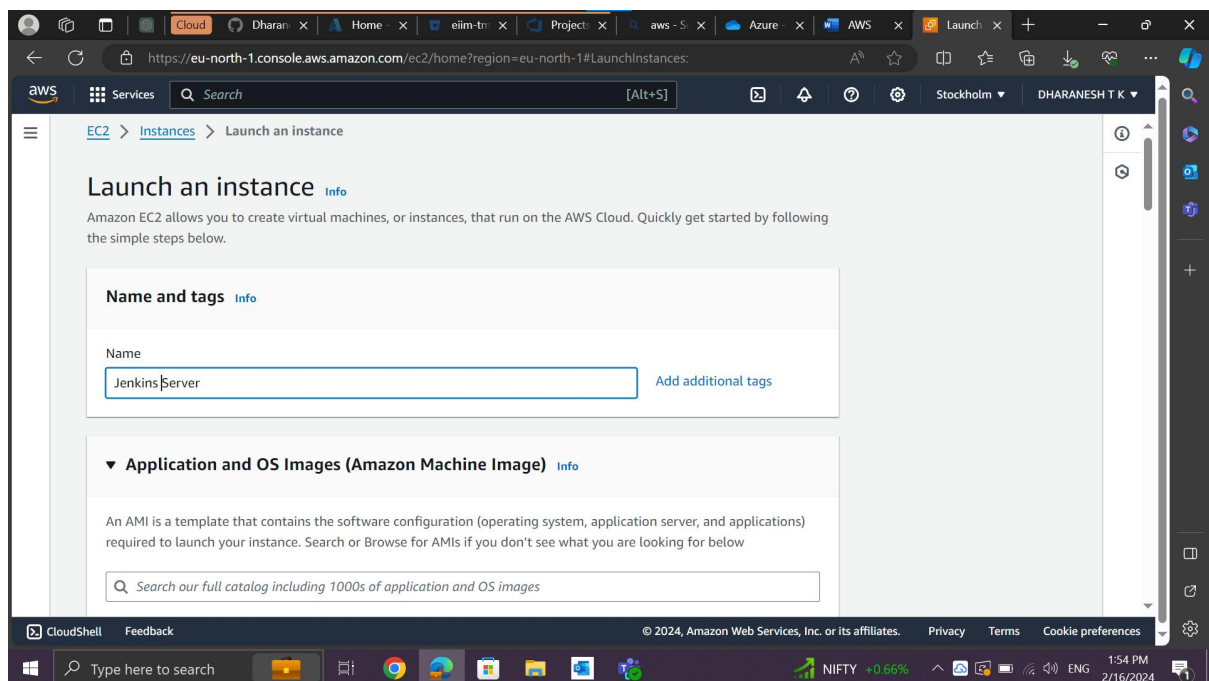 Cloud
Dharan
Home -
eiim-tm
Projects
aws - S
Azure -
AWS
Launch
https://eu-north-1.console.aws.amazon.com/ec2/home?region=eu-north-1#LaunchInstances:
aws
Services
Search
[Alt+S]
Stockholm
DHARANESH T K
EC2 > Instances > Launch an instance
Launch an instance Info
Amazon EC2 allows you to create virtual machines, or instances, that run on the AWS Cloud. Quickly get started by following
the simple steps below.
Name and tags Info
Name
Jenkins Server
Add additional tags
Application and OS Images (Amazon Machine Image) Info
An AMI is a template that contains the software configuration (operating system, application server, and applications)
required to launch your instance. Search or Browse for AMIs if you don't see what you are looking for below
Search our full catalog including 1000s of application and OS images
CloudShell Feedback
© 2024, Amazon Web Services, Inc. or its affiliates. Privacy Terms Cookie preferences
Type here to search
NIFTY +0.66%
ENG
1:54 PM
2/16/2024
1